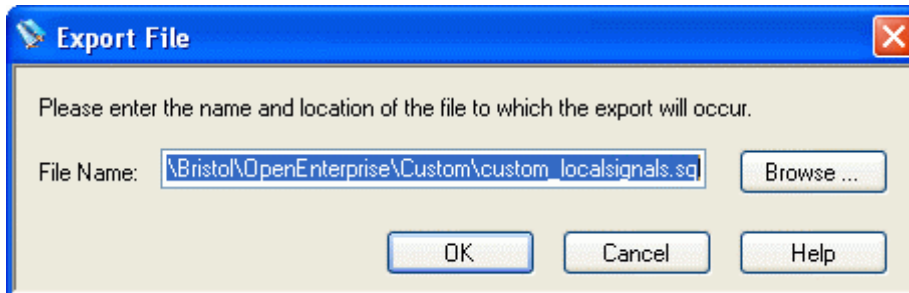 Export File
Please enter the name and location of the file to which the export will occur.
File Name: \Bristol\OpenEnterprise\Custom\custom_localsignals.sq Browse ...
OK Cancel Help